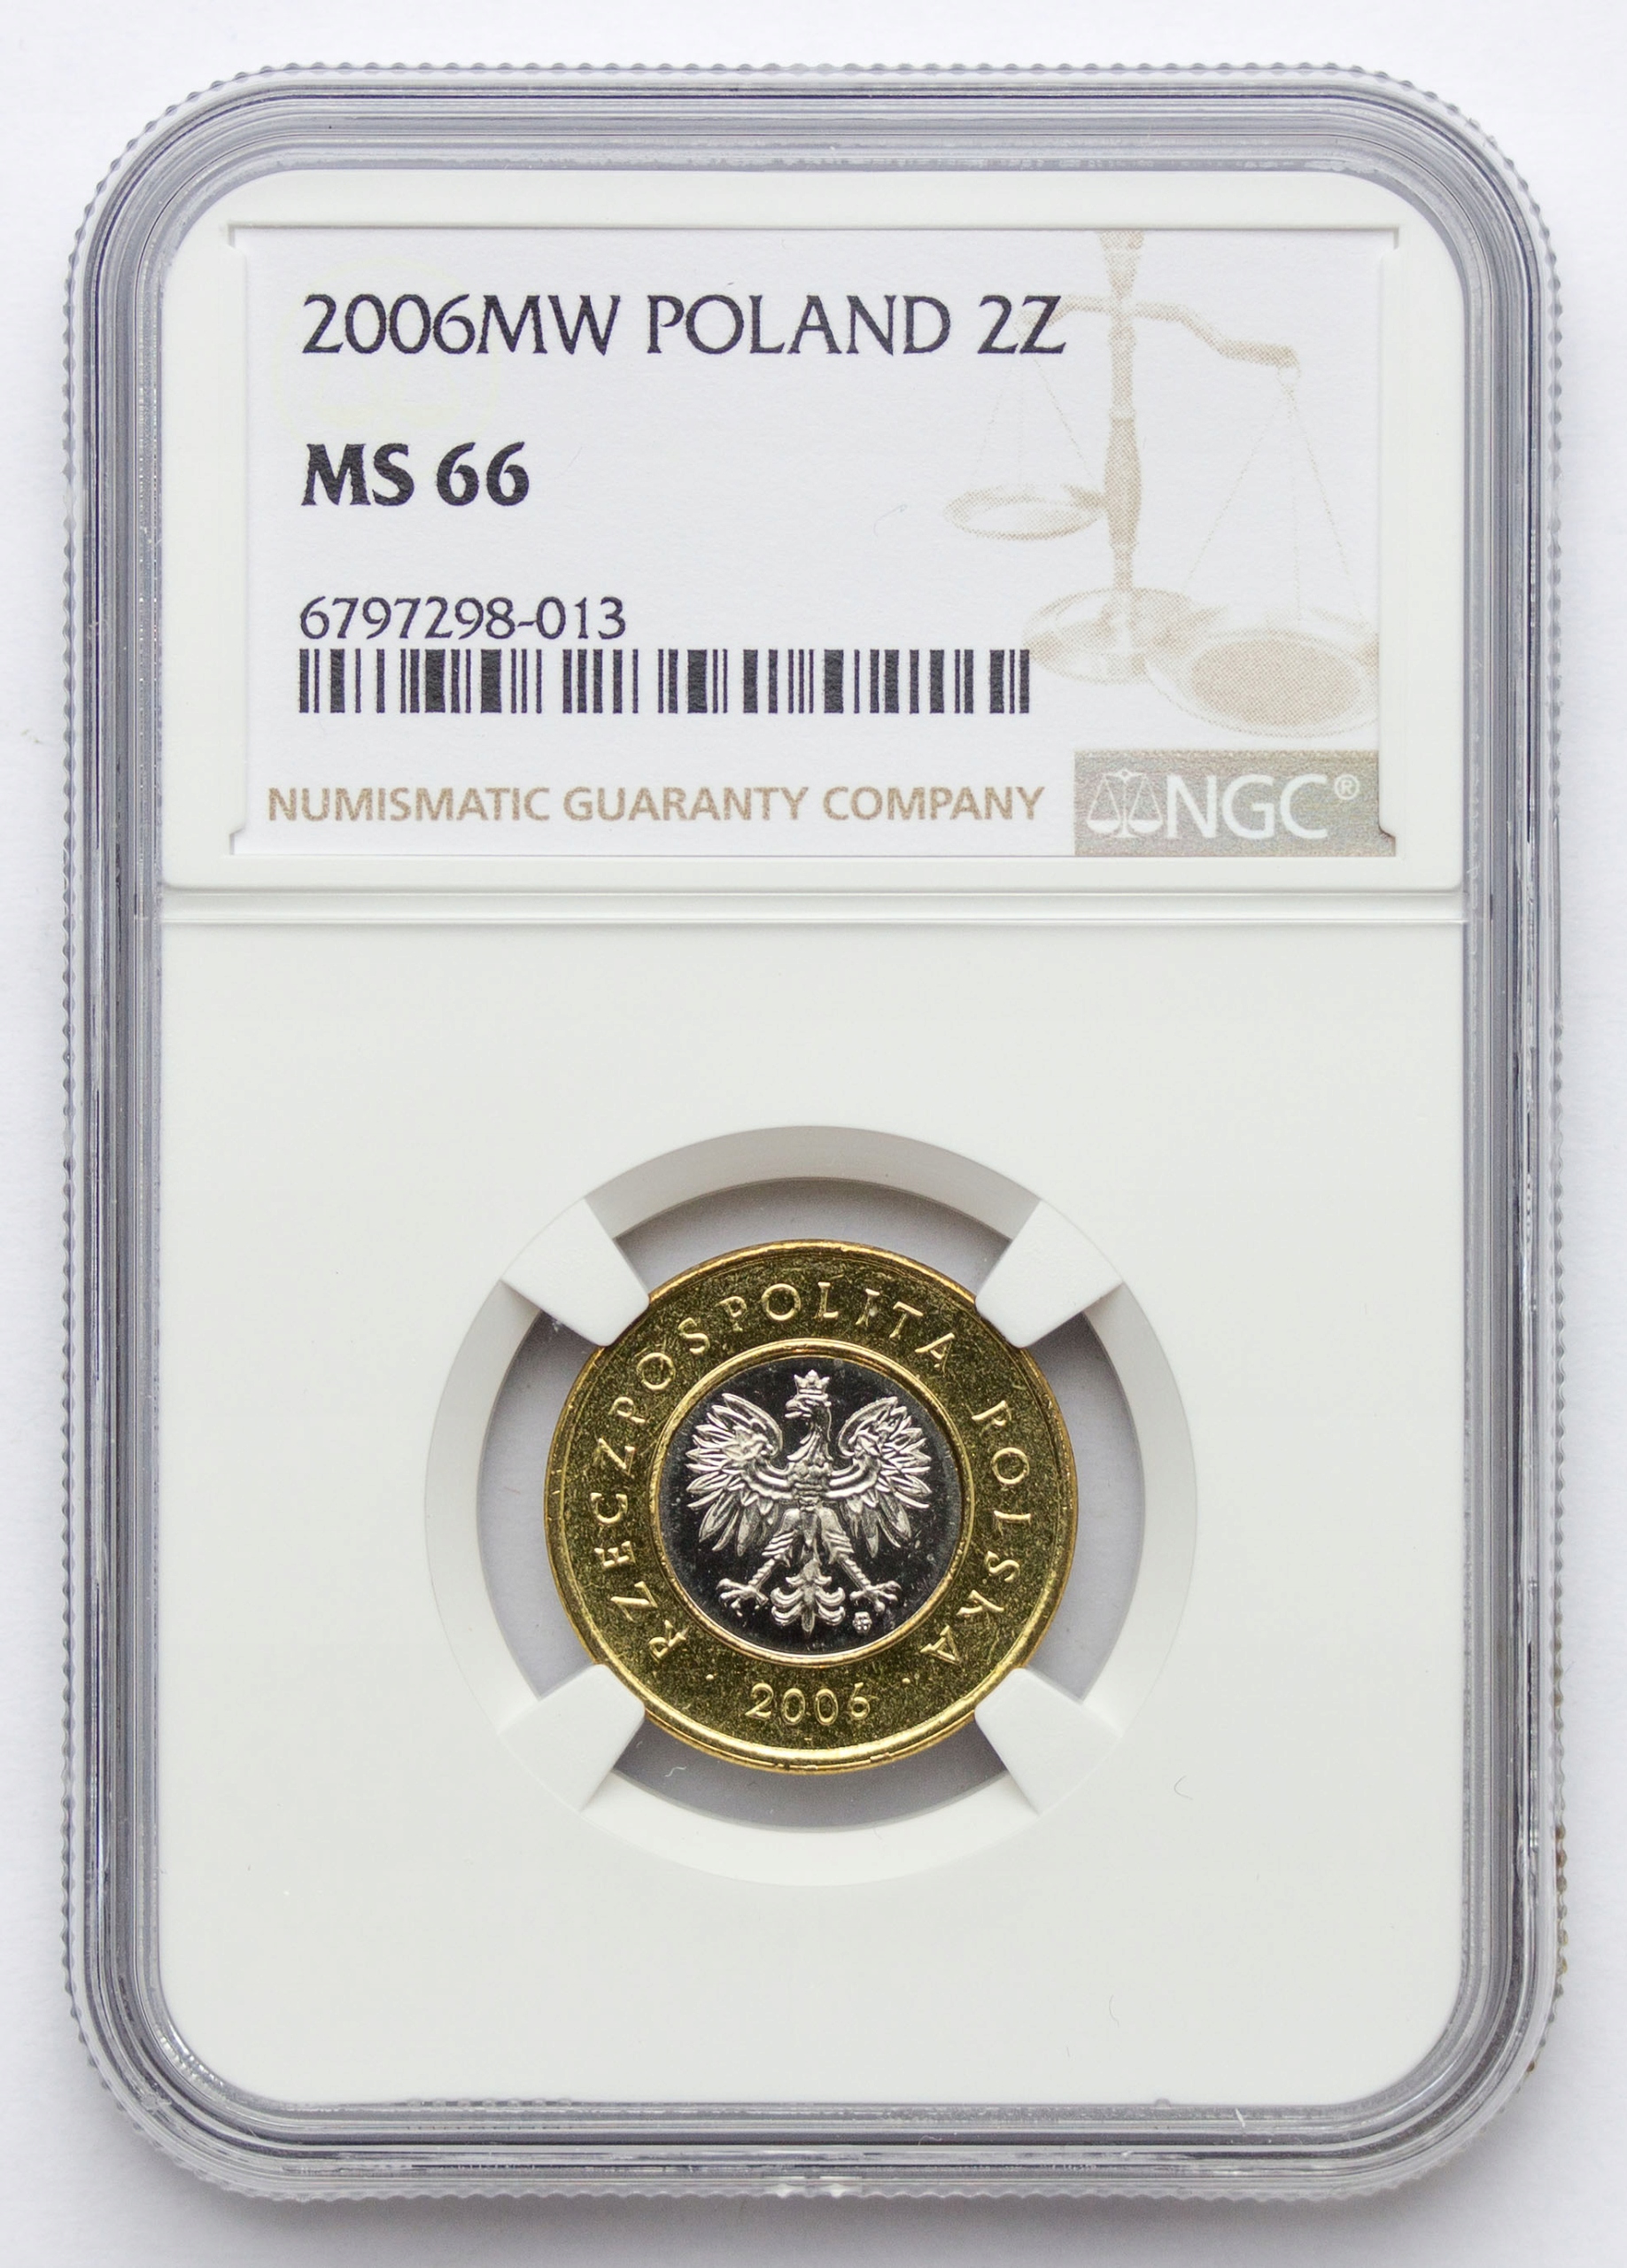 2006MW POLAND 2Z
MS 66
6797298-013
NUMISMATIC GUARANTY COMPANY
NGC®
RZECZPOSPOLITA POLSKA
2006